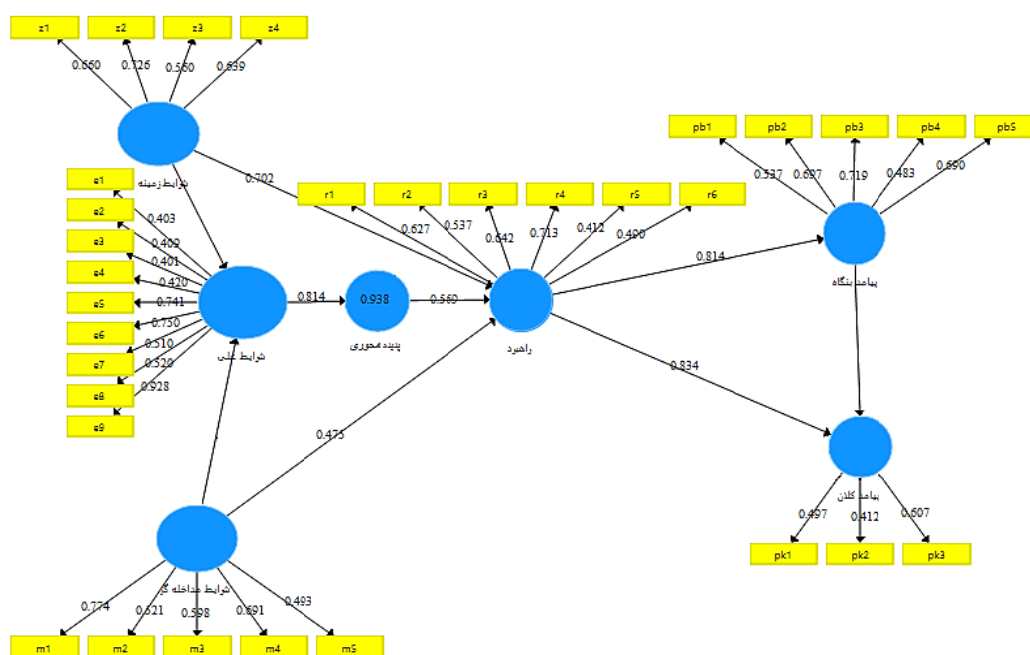 z1 z2 z3 z4
0.660 0.726 0.560 0.639
شرایط زمینه
pb1 pb2 pb3 pb4 pb5
0.537 0.697 0.719 0.483 0.690
پیامد بنگاه
e1
e2
e3
e4
e5
e6
e7
e8
e9
0.403
0.409
0.401
0.420
0.741
0.750
0.510
0.520
0.928
شرایط علی
0.702
r1 r2 r3 r4 r5 r6
0.627 0.537 0.642 0.713 0.412 0.490
0.814
0.938
پدیده محوری
0.569
راهبرد
0.814
0.834
0.475
پیامد کلان
0.497 0.412 0.607
pk1 pk2 pk3
شرایط مداخله گر
0.774 0.521 0.598 0.691 0.493
m1 m2 m3 m4 m5